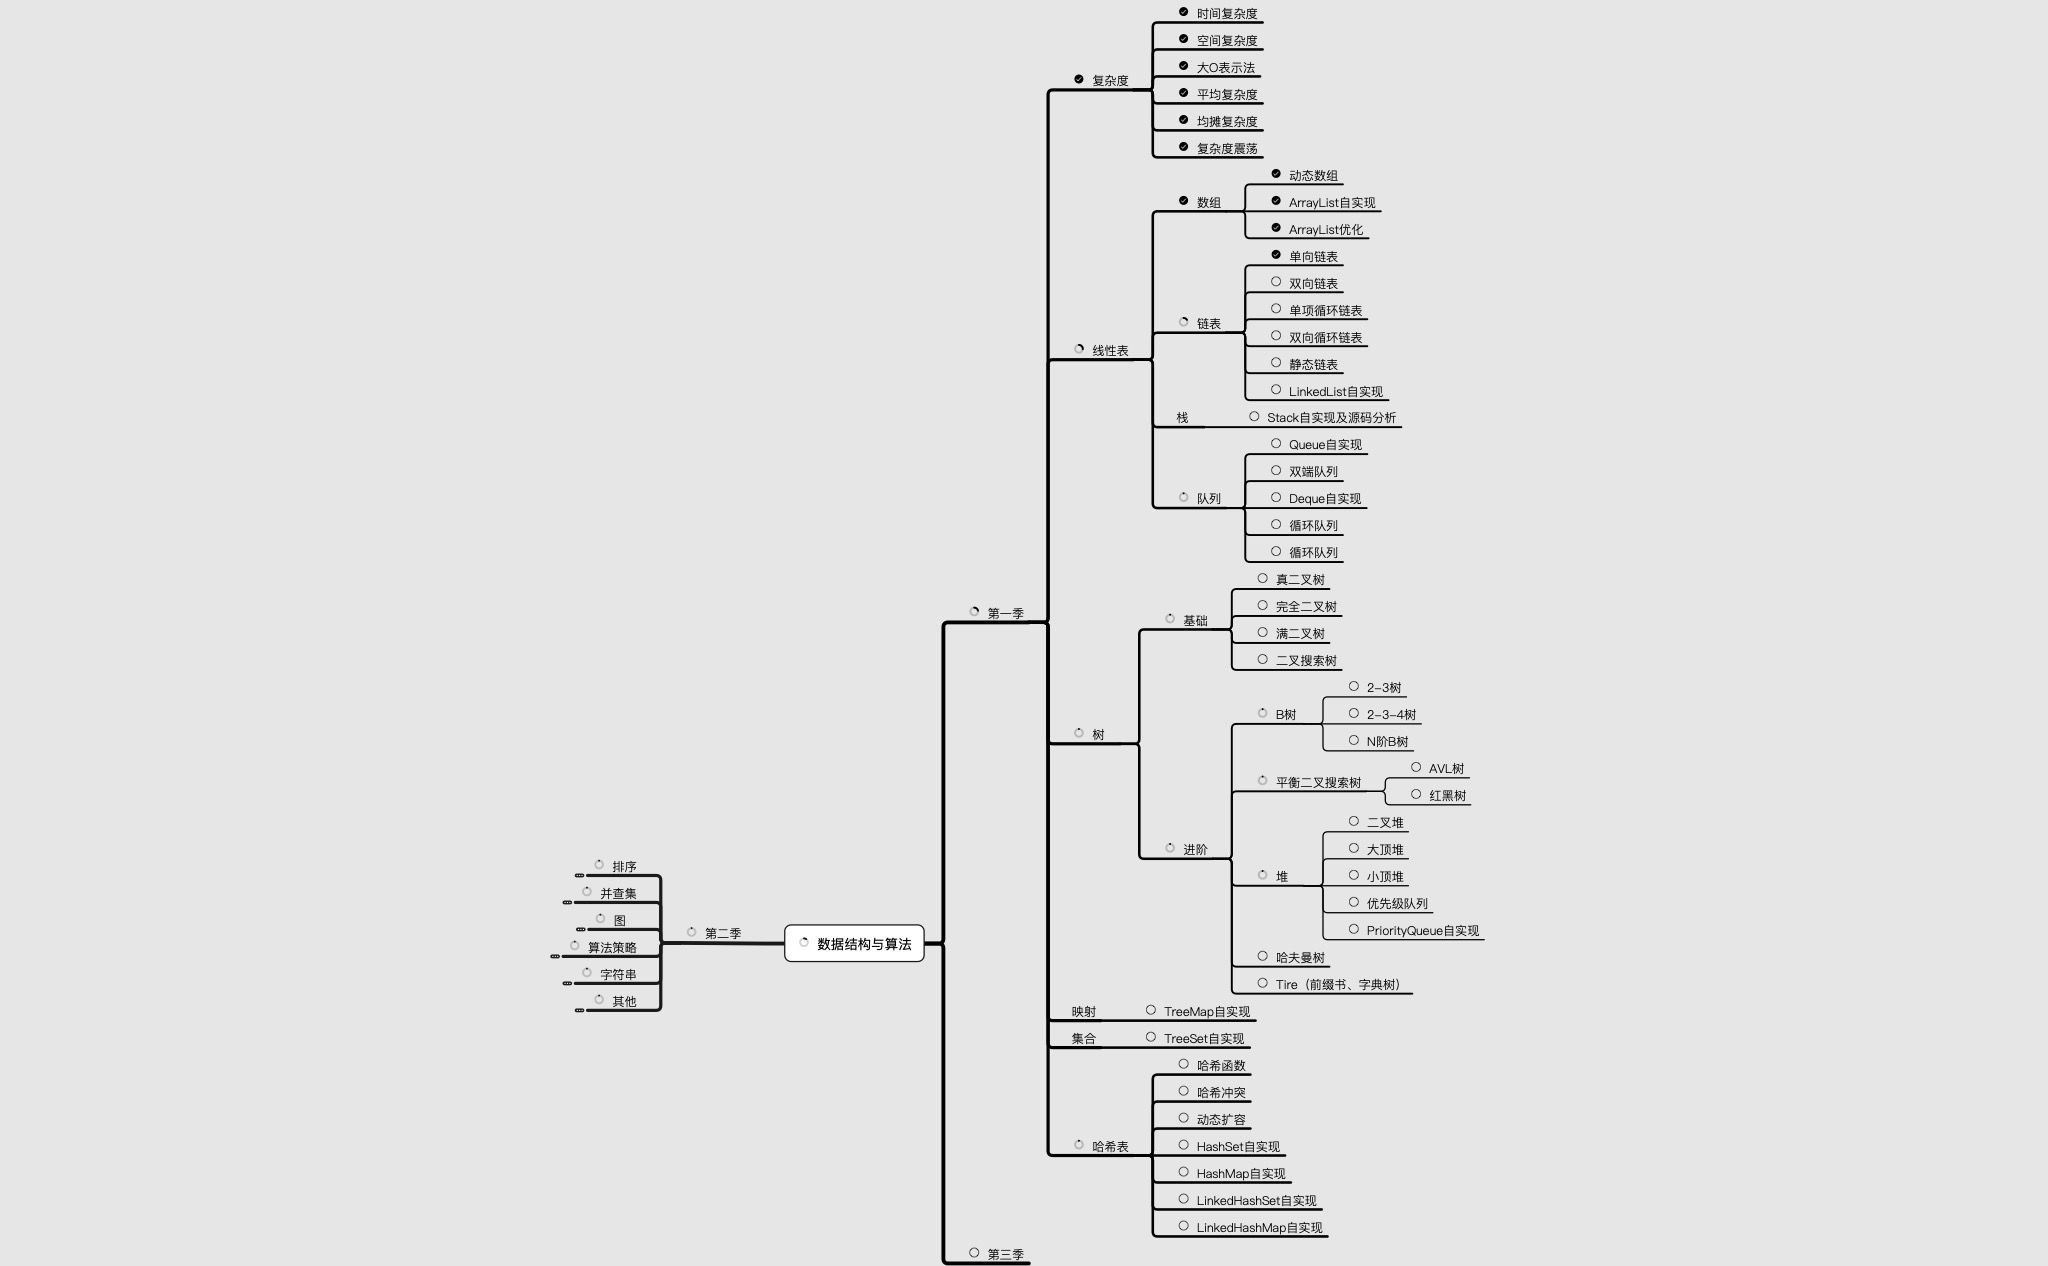 数据结构与算法
第一季
复杂度
时间复杂度
空间复杂度
大O表示法
平均复杂度
均摊复杂度
复杂度震荡
线性表
数组
动态数组
ArrayList自实现
ArrayList优化
链表
单向链表
双向链表
单项循环链表
双向循环链表
静态链表
LinkedList自实现
栈
Stack自实现及源码分析
队列
Queue自实现
双端队列
Deque自实现
循环队列
循环队列
树
基础
真二叉树
完全二叉树
满二叉树
二叉搜索树
进阶
B树
2-3树
2-3-4树
N阶B树
平衡二叉搜索树
AVL树
红黑树
堆
二叉堆
大顶堆
小顶堆
优先级队列
PriorityQueue自实现
哈夫曼树
Tire（前缀书、字典树）
映射
TreeMap自实现
集合
TreeSet自实现
哈希表
哈希函数
哈希冲突
动态扩容
HashSet自实现
HashMap自实现
LinkedHashSet自实现
LinkedHashMap自实现
第二季
排序
并查集
图
算法策略
字符串
其他
第三季